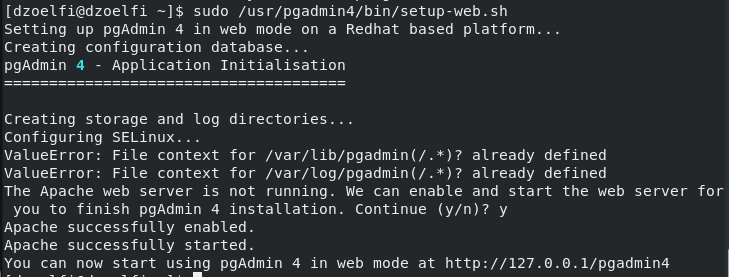 [dzoelfi@dzoelfi ~]$ sudo /usr/pgadmin4/bin/setup-web.sh
Setting up pgAdmin 4 in web mode on a Redhat based platform...
Creating configuration database...
pgAdmin 4 - Application Initialisation
======================================
Creating storage and log directories...
Configuring SELinux...
ValueError: File context for /var/lib/pgadmin(/.*)? already defined
ValueError: File context for /var/log/pgadmin(/.*)? already defined
The Apache web server is not running. We can enable and start the web server for
you to finish pgAdmin 4 installation. Continue (y/n)? y
Apache successfully enabled.
Apache successfully started.
You can now start using pgAdmin 4 in web mode at http://127.0.0.1/pgadmin4